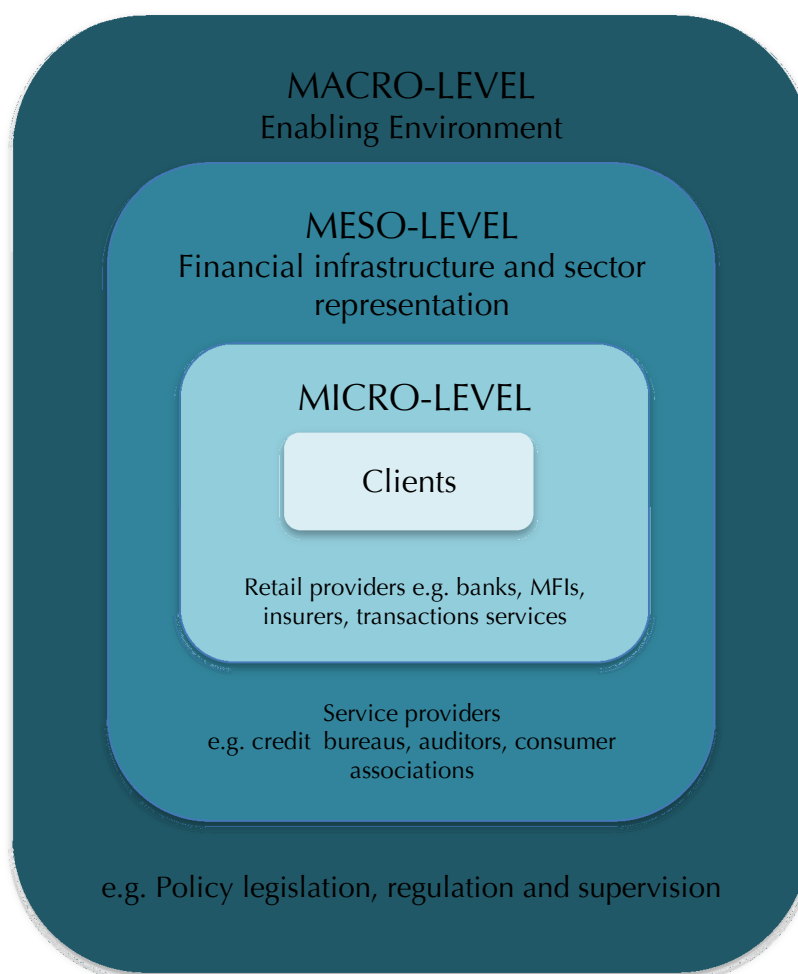 MACRO-LEVEL
Enabling Environment
MESO-LEVEL
Financial infrastructure and sector
representation
MICRO-LEVEL
Clients
Retail providers e.g. banks, MFIs,
insurers, transactions services
Service providers
e.g. credit bureaus, auditors, consumer
associations
e.g. Policy legislation, regulation and supervision